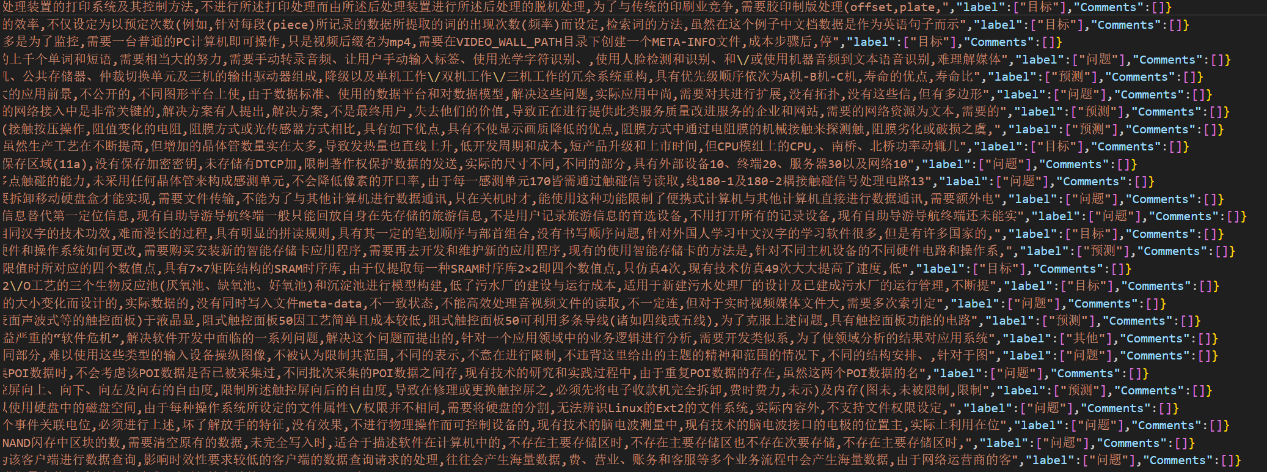 处理装置的打印系统及其控制方法,不进行所述打印处理而由所述后处理装置进行所述后处理的脱机处理,为了与传统的印刷业竞争,需要胶印制版处理(offset,plate,","label":["目标"],"Comments":[]}
的效率,不仅设定为以预定次数(例如,针对每段(piece)所记录的数据所提取的词的出现次数(频率)而设定,检索词的方法,虽然在这个例子中文档数据是作为英语句子而示","label":["目标"],"Comments":[]}
多是为了监控,需要一台普通的PC计算机即可操作,只是视频后缀名为mp4,需要在VIDEO_WALL_PATH目录下创建一个META-INFO文件,成本步骤后,停","label":["目标"],"Comments":[]}
的上千个单词和短语,需要相当大的努力,需要手动转录音频、让用户手动输入标签、使用光学字符识别、,使用人脸检测和识别、和\/或使用机器音频到文本语音识别,难理解媒体","label":["问题"],"Comments":[]}
、公共存储器、仲裁切换单元及三机的输出驱动器组成,降级以及单机工作\/双机工作\/三机工作的冗余系统重构,具有优先级顺序依次为A机-B机-C机,寿命的优点,寿命比","label":["预测"],"Comments":[]}
的应用前景,不公开的,不同图形平台上使,由于数据标准、使用的数据平台和对数据模型,解决这些问题,实际应用中尚,需要对其进行扩展,没有拓扑,没有这些信,但有多边形","label":["问题"],"Comments":[]}
的网络接入中是非常关键的,解决方案有人提出,解决方案,不是最终用户,失去他们的价值,导致正在进行提供此类服务质量改进服务的企业和网站,需要的网络资源为文本,需要的","label":["预测"],"Comments":[]}
(接触按压操作,阻值变化的电阻,阻膜方式或光传感器方式相比,具有如下优点,具有不使显示画质降低的优点,阻膜方式中通过电阻膜的机械接触来探测触,阻膜劣化或破损之虞,","label":["预测"],"Comments":[]}
虽然生产工艺在不断提高,但增加的晶体管数量实在太多,导致发热量也直线上升,低开发周期和成本,短产品升级和上市时间,但CPU模组上的CPU,、南桥、北桥功率动辄几","label":["目标"],"Comments":[]}
保存区域(11a),没有保存加密密钥,未存储有DTCP加,限制著作权保护数据的发送,实际的尺寸不同,不同的部分,具有外部设备10、终端20、服务器30以及网络10","label":["问题"],"Comments":[]}
点触碰的能力,未采用任何晶体管来构成感测单元,不会降低像素的开口率,由于每一感测单元170皆需通过触碰信号读取,线180-1及180-2耦接触碰信号处理电路13","label":["问题"],"Comments":[]}
要拆卸移动硬盘盒才能实现,需要文件传输,不能为了与其他计算机进行数据通讯,只在关机时才,能使用这种功能限制了便携式计算机与其他计算机直接进行数据通讯,需要额外电","label":["问题"],"Comments":[]}
信息替代第一定位信息,现有自助导游导航终端一般只能回放自身在先存储的旅游信息,不是用户记录旅游信息的首选设备,不用打开所有的记录设备,现有自助导游导航终端还未能实","label":["问题"],"Comments":[]}
同汉字的技术功效,难而漫长的过程,具有明显的拼读规则,具有其一定的笔划顺序与部首组合,没有书写顺序问题,针对外国人学习中文汉字的学习软件很多,但是有许多国家的,","label":["目标"],"Comments":[]}
硬件和操作系统如何更改,需要购买安装新的智能存储卡应用程序,需要再去开发和维护新的应用程序,现有的使用智能存储卡的方法是,针对不同主机设备的不同硬件电路和操作系,","label":["预测"],"Comments":[]}
限值时所对应的四个数值点,具有7×7矩阵结构的SRAM时序库,由于仅提取每一种SRAM时序库2×2即四个数值点,只仿真4次,现有技术仿真49次大大提高了速度,低","label":["目标"],"Comments":[]}
2\/O工艺的三个生物反应池(厌氧池、缺氧池、好氧池)和沉淀池进行模型构建,低了污水厂的建设与运行成本,适用于新建污水处理厂的设计及已建成污水厂的运行管理,不断提","label":["目标"],"Comments":[]}
的大小变化而设计的,实际数据的,没有同时写入文件meta-data,不一致状态,不能高效处理音视频文件的读取,不一定连,但对于实时视频媒体文件大,需要多次索引定","label":["问题"],"Comments":[]}
面声波式等的触控面板)于液晶显,阻式触控面板50因工艺简单且成本较低,阻式触控面板50可利用多条导线(诸如四线或五线),为了克服上述问题,具有触控功能的电路","label":["预测"],"Comments":[]}
益严重的"软件危机",解决软件开发中面临的一系列问题,解决这个问题而提出的,针对一个应用领域中的业务逻辑进行分析,需要开发类似系,为了使领域分析的结果对应用系统","label":["其他"],"Comments":[]}
同部分,难以使用这些类型的输入设备操纵图像,不被认为限制其范围,不同的表示,不意在进行限制,不违背这里给出的主题的精神和范围的情况下,不同的结构安排、,针对于图","label":["问题"],"Comments":[]}
POI数据时,不会考虑该POI数据是否已被采集过,不同批次采集的POI数据之间存,现有技术的研究和实践过程中,由于重复POI数据的存在,虽然这两个POI数据的名","label":["问题"],"Comments":[]}
屏向上、向下、向左及向右的自由度,限制所述触控屏向后的自由度,导致在修理或更换触控屏之,必须先将电子收款机完全拆卸,费时费力,未示)及内存(图未,未被限制,限制","label":["预测"],"Comments":[]}
使用硬盘中的磁盘空间,由于每种操作系统所设定的文件属性\/权限并不相同,需要将硬盘的分割,无法辨识Linux的Ext2的文件系统,实际内容外,不支持文件权限设定,","label":["问题"],"Comments":[]}
个事件关联电位,必须进行上述,坏了解放手的特征,没有效果,不进行物理操作而可控制设备的,现有技术的脑电波测量中,现有技术的脑电波接口的电极的位置主,实际上利用在位","label":["问题"],"Comments":[]}
NAND闪存中区块的数,需要清空原有的数据,未完全写入时,适合于描述软件在计算机中的,不存在主要存储区时,不存在主要存储区也不存在次要存储,不存在主要存储区时,","label":["问题"],"Comments":[]}
该客户端进行数据查询,影响时效性要求较低的客户端的数据查询请求的处理,往往会产生海量数据,费、营业、账务和客服等多个业务流程中会产生海量数据,由于网络运营商的客","label":["问题"],"Comments":[]}